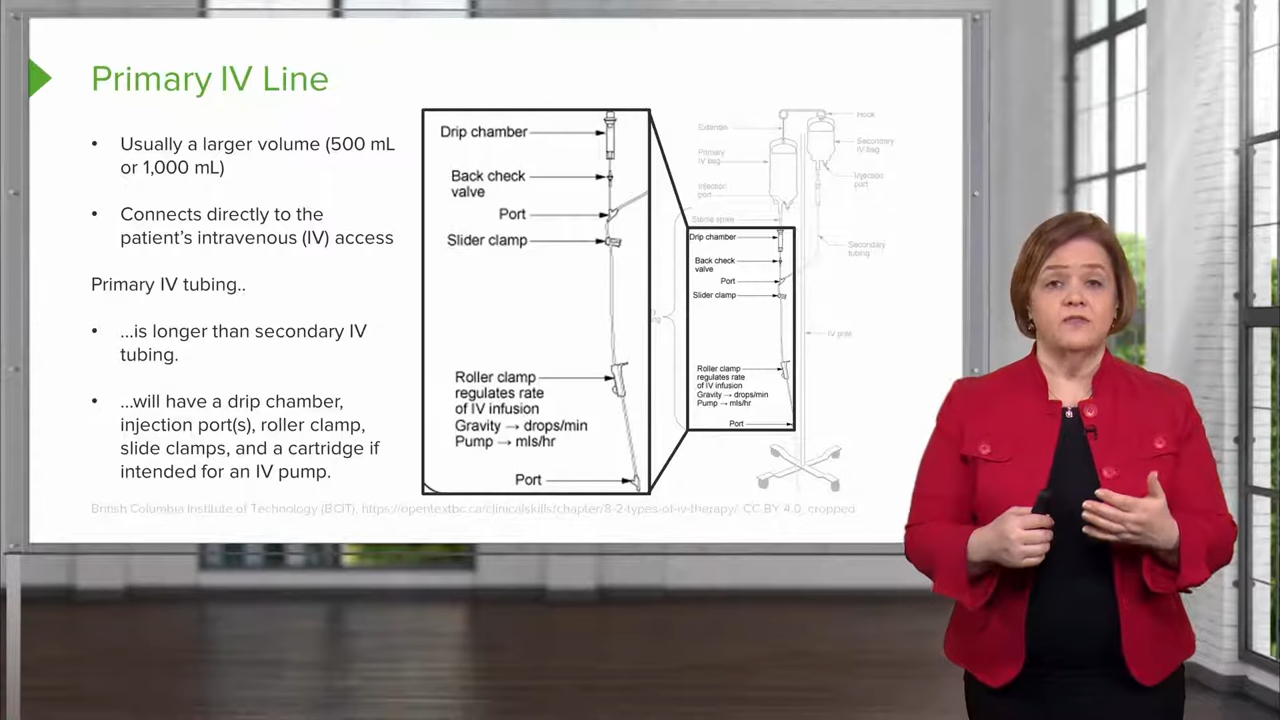 Primary IV Line
• Usually a larger volume (500 mL
or 1,000 mL)
• Connects directly to the
patient's intravenous (IV) access
Primary IV tubing..
• ...is longer than secondary IV
tubing.
• ...will have a drip chamber,
injection port(s), roller clamp,
slide clamps, and a cartridge if
intended for an IV pump.
Drip chamber
Back check
valve
Port
Slider clamp
Roller clamp
regulates rate
of IV infusion
Gravity → drops/min
Pump → mls/hr
Port
Hook
Primary
IV bag
Secondary
IV bag
Injection
port
Injection
port
Sterile spike
Drip chamber
Back check
valve
Port
Slider clamp
Secondary
tubing
IV pole
Roller clamp
regulates rate
of IV infusion
Gravity → drops/min
Pump → mls/hr
Port
British Columbia Institute of Technology (BCIT), https://opentextbc.ca/clinicalskills/chapter/8-2-types-of-iv-therapy/. CC BY 4.0, cropped